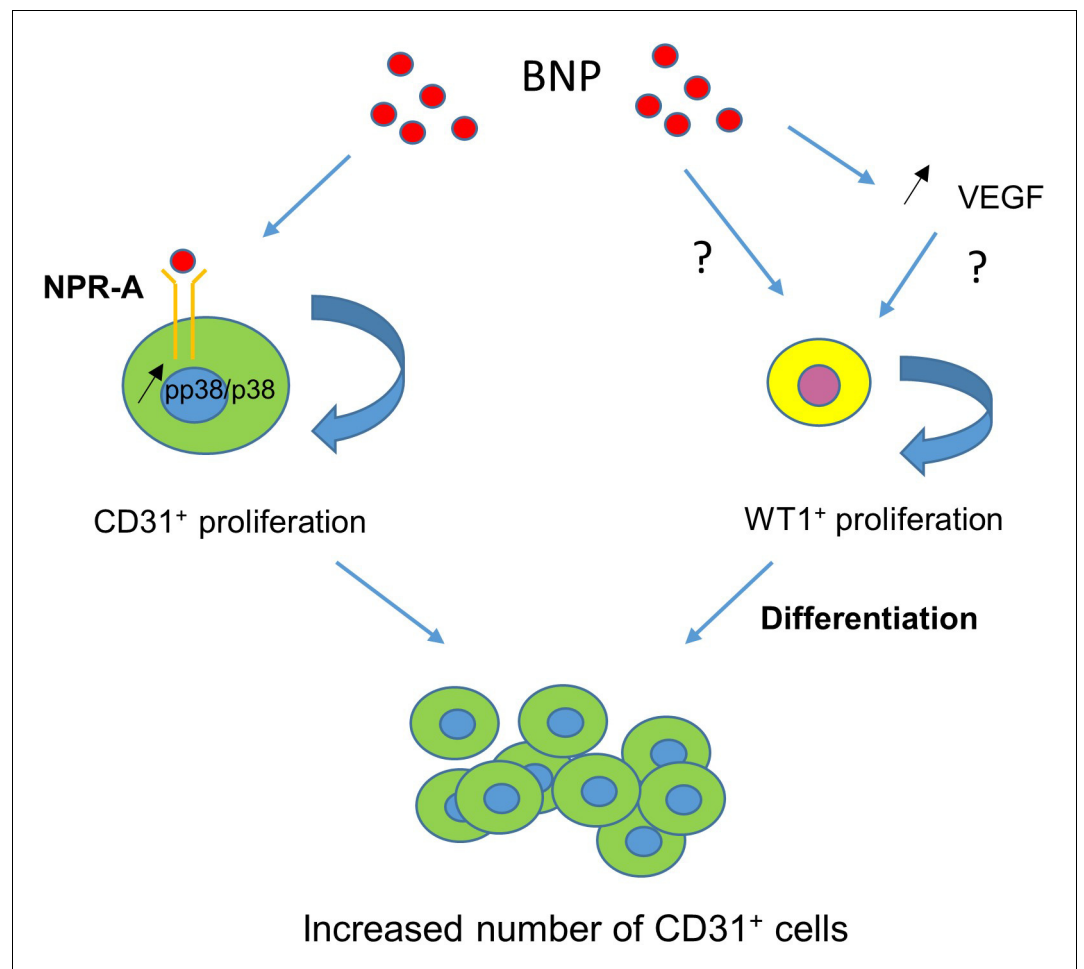 BNP
VEGF
?
?
NPR-A
pp38/p38
CD31⁺ proliferation
WT1⁺ proliferation
Differentiation
Increased number of CD31⁺ cells